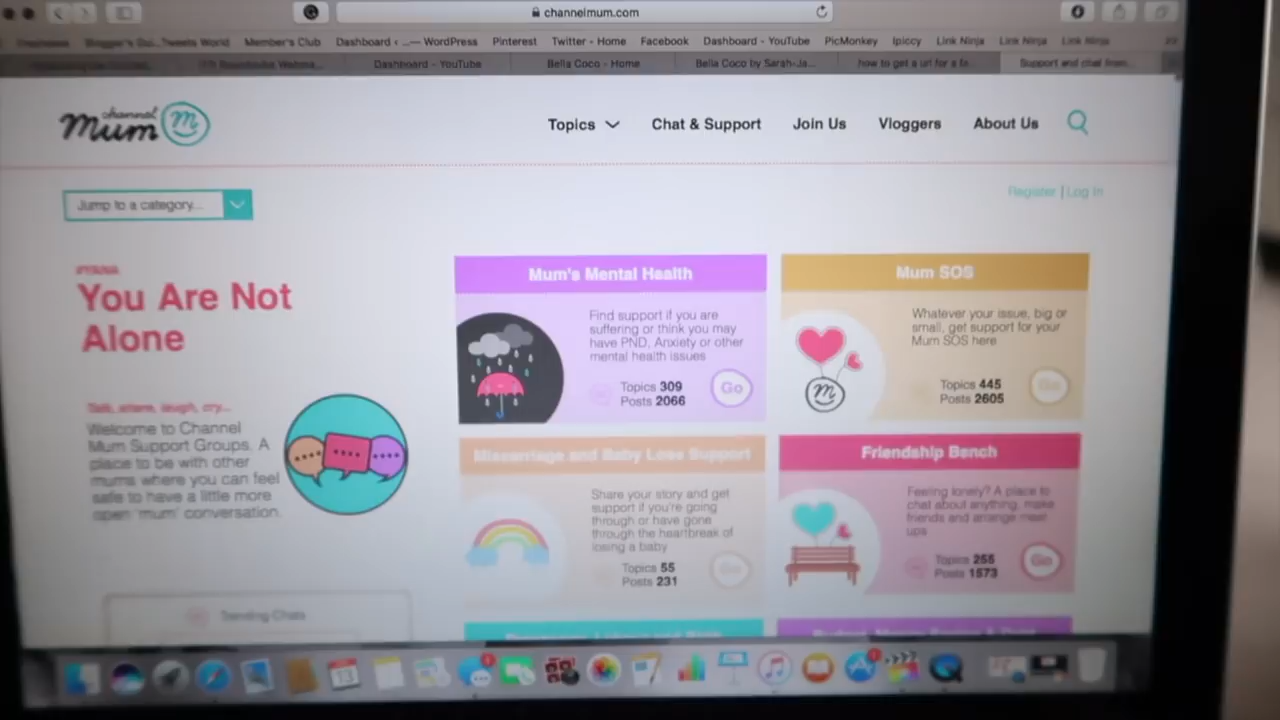 channelmum.com
Member's Club
Dashboard ‹ ...— WordPress
Pinterest
Twitter - Home
Facebook
Dashboard - YouTube
PicMonkey
ipiccy
Link Ninja
Link Ninja
Link Ninja
Dashboard - YouTube
Bella Coco - Home
Bella Coco by Sarah-Ja...
how to get a url for a fa...
Support and chat from...
channel
mum m
Topics
Chat & Support
Join Us
Vloggers
About Us
Register | Log In
Jump to a category...
#YANA
You Are Not
Alone
Talk, share, laugh, cry...
Welcome to Channel
Mum Support Groups. A
place to be with other
mums where you can feel
safe to have a little more
open 'mum' conversation.
Trending Chats
Mum's Mental Health
Find support if you are
suffering or think you may
have PND, Anxiety or other
mental health issues
Topics 309
Posts 2066
Go
Mum SOS
Whatever your issue, big or
small, get support for your
Mum SOS here
m
Topics 445
Posts 2605
Go
Miscarriage and Baby Loss Support
Share your story and get
support if you're going
through or have gone
through the heartbreak of
losing a baby
Topics 55
Posts 231
Go
Friendship Bench
Feeling lonely? A place to
chat about anything, make
friends and arrange meet
ups
Topics 255
Posts 1573
Go
13